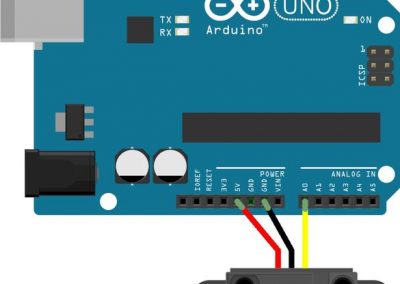 UNO
TX
RX
Arduino™
ON
1
ICSP
POWER
ANALOG IN
IOREF
RESET
3V3
5V
GND
GND
VIN
A0
A1
A2
A3
A4
A5